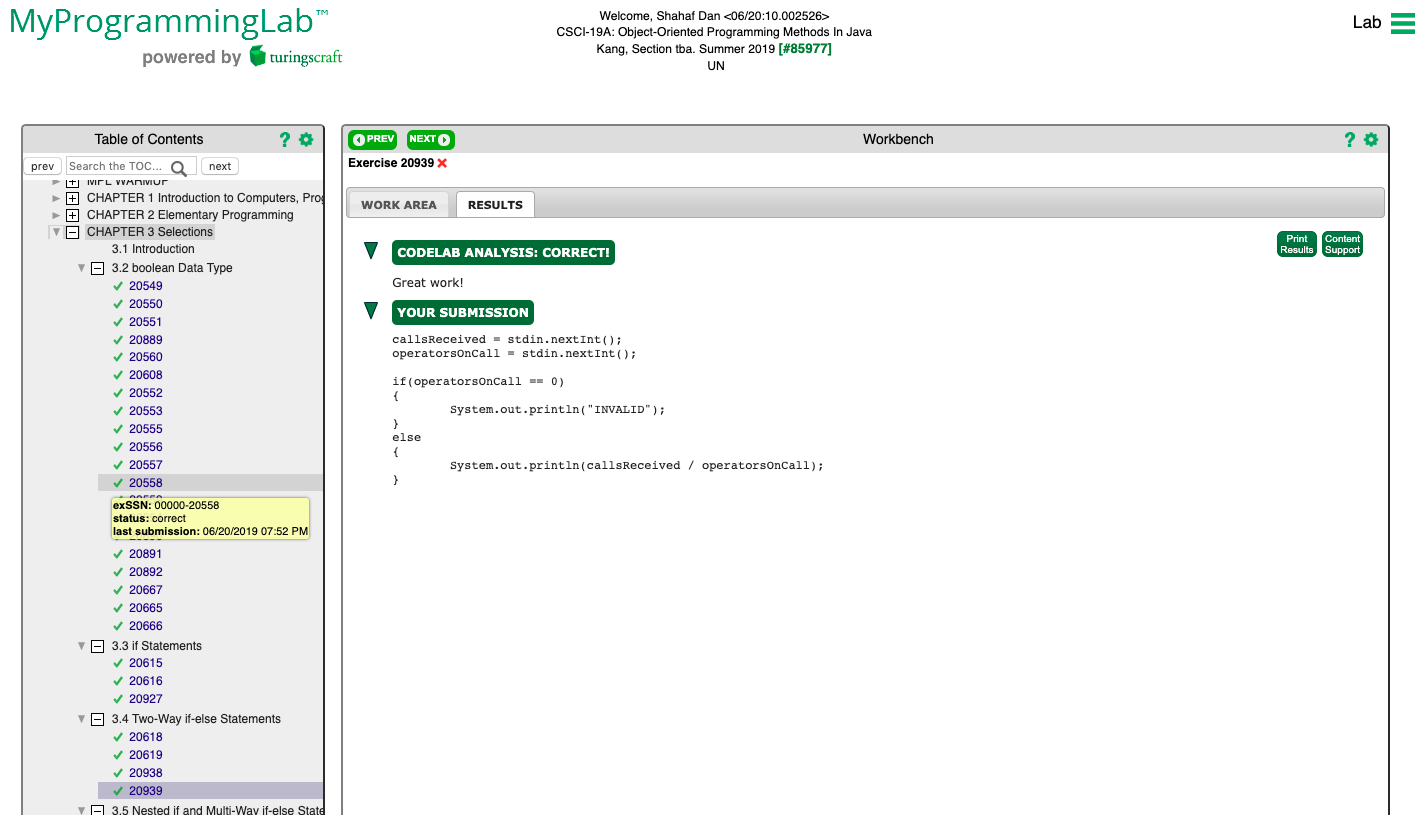 MyProgrammingLab™
powered by turingscraft
Welcome, Shahaf Dan <06/20:10.002526>
CSCI-19A: Object-Oriented Programming Methods In Java
Kang, Section tba. Summer 2019 [#85977]
UN
Lab
Table of Contents ?
prev Search the TOC... next
MPL WARMUP
CHAPTER 1 Introduction to Computers, Prog
CHAPTER 2 Elementary Programming
CHAPTER 3 Selections
3.1 Introduction
3.2 boolean Data Type
20549
20550
20551
20889
20560
20608
20552
20553
20555
20556
20557
20558
exSSN: 00000-20558
status: correct
last submission: 06/20/2019 07:52 PM
20891
20892
20667
20665
20666
3.3 if Statements
20615
20616
20927
3.4 Two-Way if-else Statements
20618
20619
20938
20939
3.5 Nested if and Multi-Way if-else State
PREV NEXT Workbench ?
Exercise 20939
WORK AREA RESULTS
Print Results
Content Support
CODELAB ANALYSIS: CORRECT!
Great work!
YOUR SUBMISSION
callsReceived = stdin.nextInt();
operatorsOnCall = stdin.nextInt();
if(operatorsOnCall == 0)
{
System.out.println("INVALID");
}
else
{
System.out.println(callsReceived / operatorsOnCall);
}